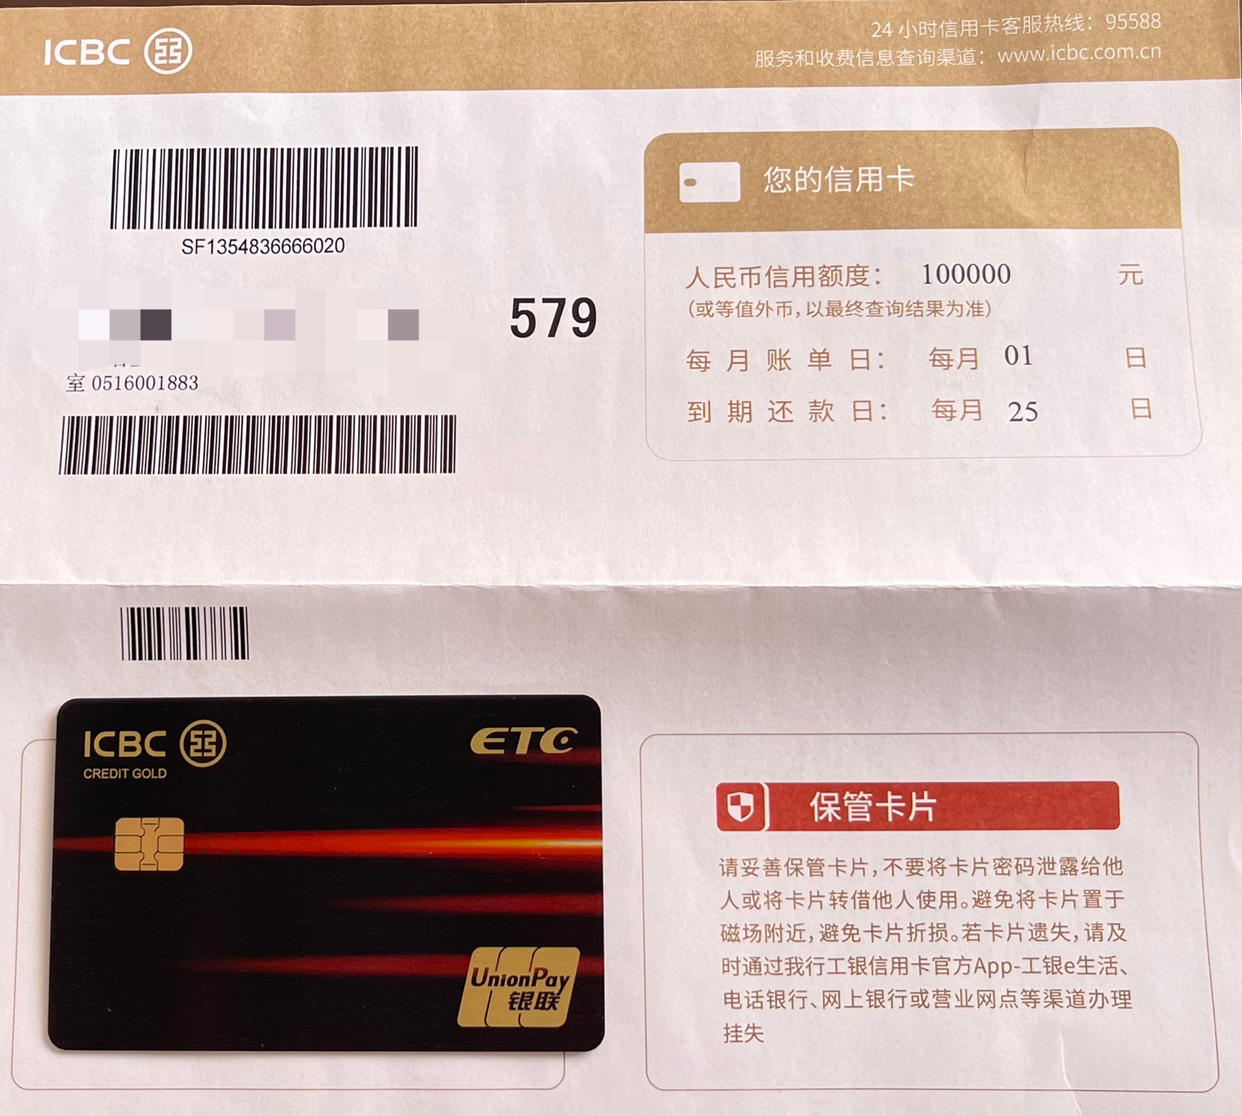 ICBC
24 小时信用卡客服热线：95588
服务和收费信息查询渠道：www.icbc.com.cn
SF1354836666020
579
室 0516001883
您的信用卡
人民币信用额度： 100000 元
(或等值外币，以最终查询结果为准)
每月账单日： 每月 01 日
到期还款日： 每月 25 日
ICBC
CREDIT GOLD
ETC
UnionPay
银联
保管卡片
请妥善保管卡片，不要将卡片密码泄露给他
人或将卡片转借他人使用。避免将卡片置于
磁场附近，避免卡片折损。若卡片遗失，请及
时通过我行工银信用卡官方App-工银e生活、
电话银行、网上银行或营业网点等渠道办理
挂失